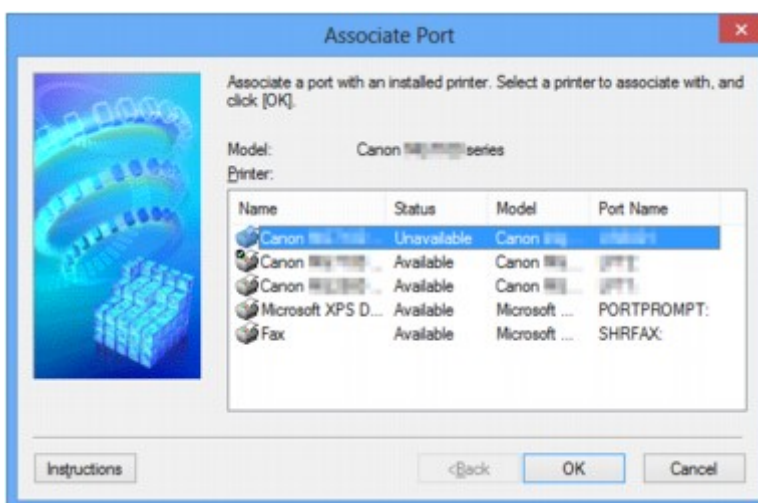 Associate Port
Associate a port with an installed printer. Select a printer to associate with, and
click [OK].
Model: Canon series
Printer:
Name Status Model Port Name
Canon ... Unavailable Canon
Canon ... Available Canon ...
Canon ... Available Canon ...
Microsoft XPS D... Available Microsoft ... PORTPROMPT:
Fax Available Microsoft ... SHRFAX:
Instructions <Back OK Cancel